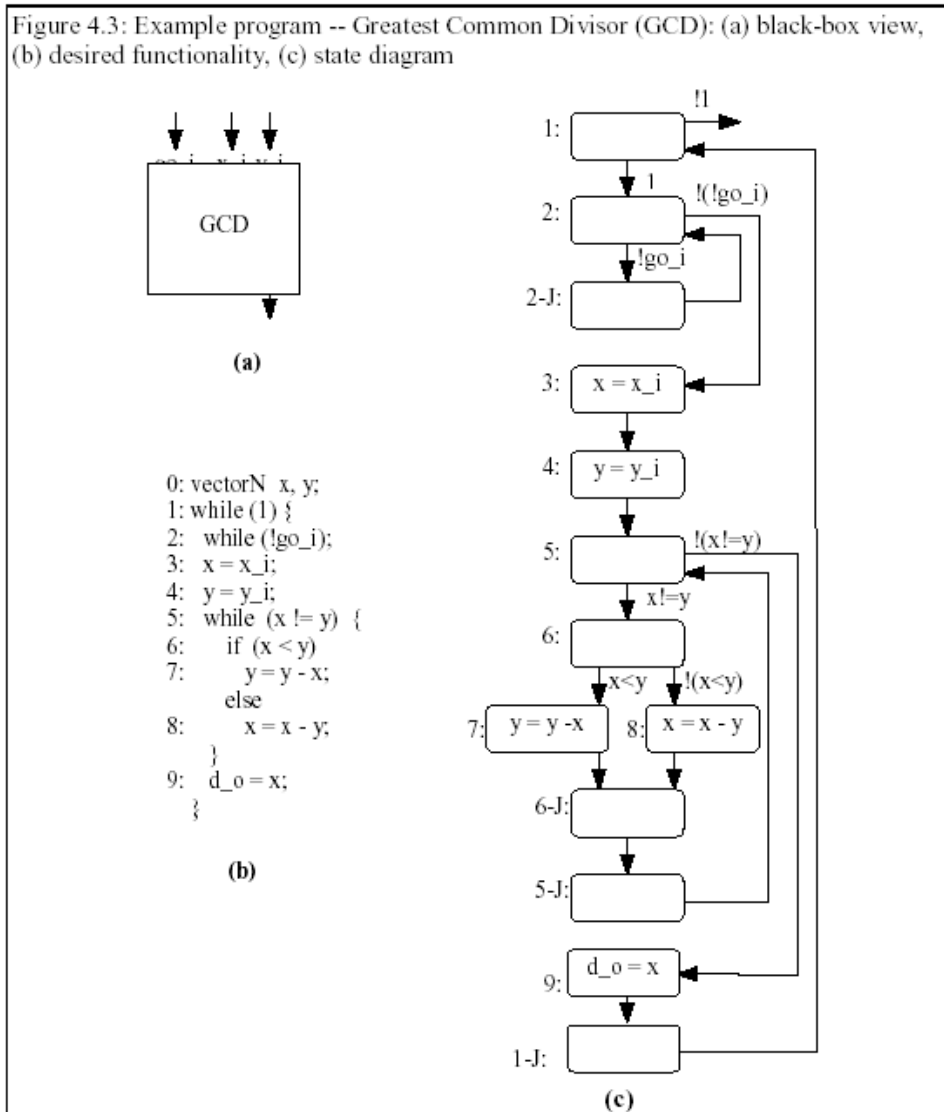 Figure 4.3: Example program -- Greatest Common Divisor (GCD): (a) black-box view,
(b) desired functionality, (c) state diagram
GCD
(a)
0: vectorN x, y;
1: while (1) {
2: while (!go_i);
3: x = x_i;
4: y = y_i;
5: while (x != y) {
6: if (x < y)
7: y = y - x;
else
8: x = x - y;
}
9: d_o = x;
}
(b)
!1
1:
1
!(!go_i)
2:
!go_i
2-J:
3: x = x_i
4: y = y_i
!(x!=y)
5:
x!=y
6:
x<y !(x<y)
7: y = y -x 8: x = x - y
6-J:
5-J:
9: d_o = x
1-J:
(c)